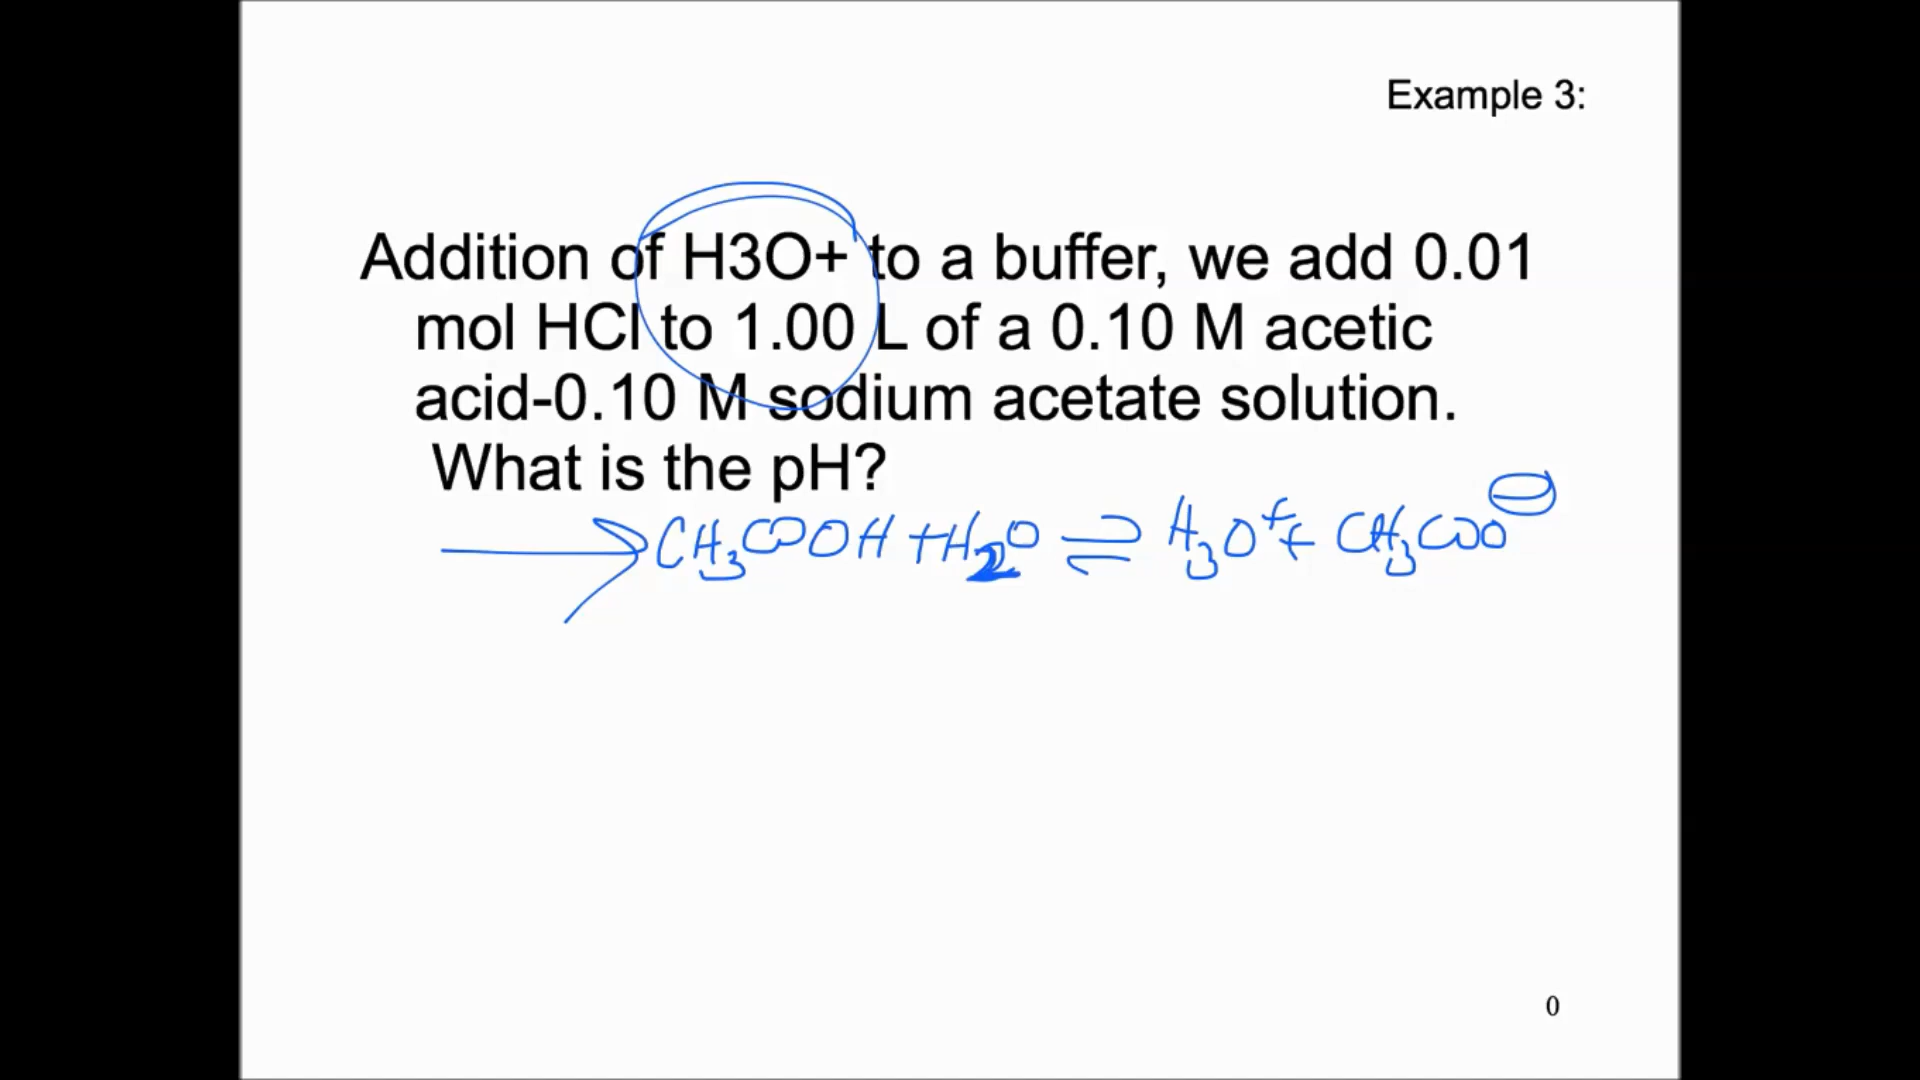 Example 3:
Addition of H3O+ to a buffer, we add 0.01
mol HCl to 1.00 L of a 0.10 M acetic
acid-0.10 M sodium acetate solution.
What is the pH?
→ CH₃COOH + H₂O ⇌ H₃O⁺ + CH₃COO⁻
0